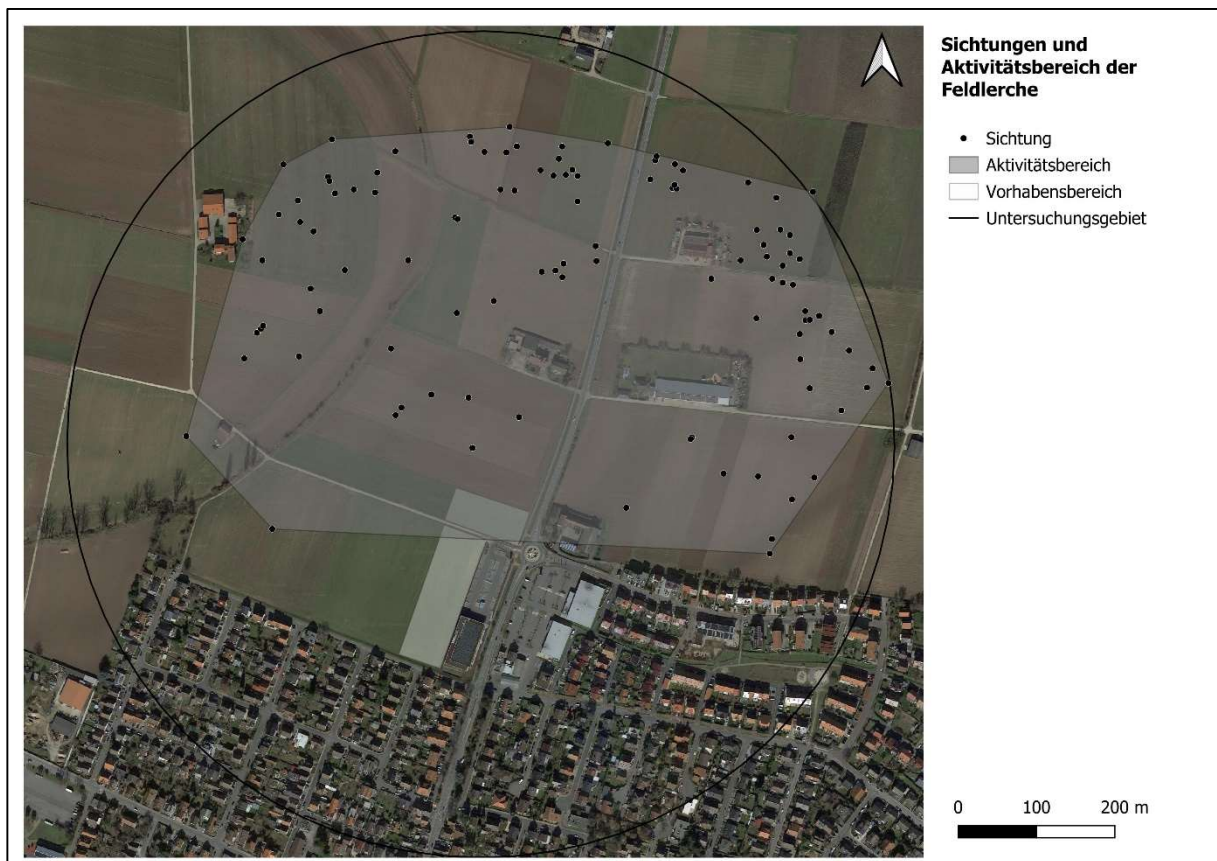 Sichtungen und
Aktivitätsbereich der
Feldlerche
Sichtung
Aktivitätsbereich
Vorhabensbereich
Untersuchungsgebiet
0 100 200 m